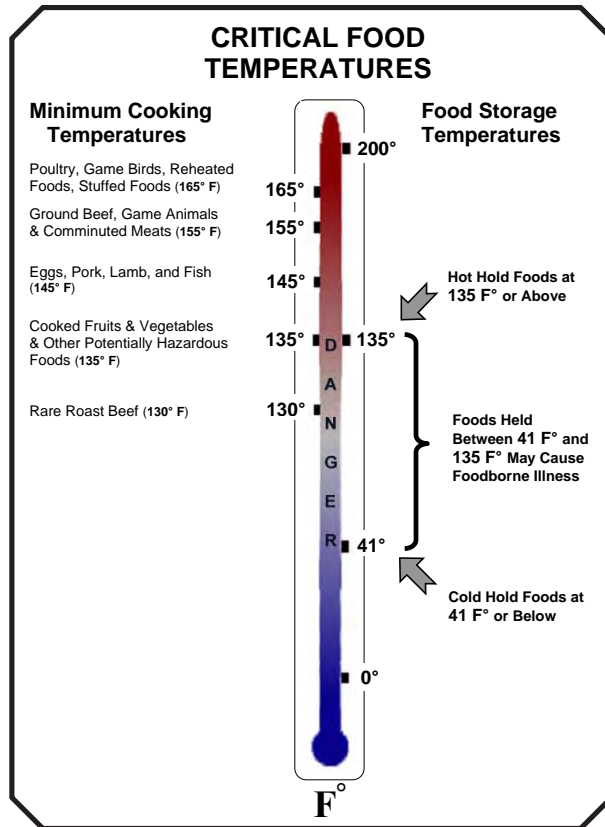 CRITICAL FOOD
TEMPERATURES
Minimum Cooking
Temperatures
Poultry, Game Birds, Reheated
Foods, Stuffed Foods (165° F)
Ground Beef, Game Animals
& Comminuted Meats (155° F)
Eggs, Pork, Lamb, and Fish
(145° F)
Cooked Fruits & Vegetables
& Other Potentially Hazardous
Foods (135° F)
Rare Roast Beef (130° F)
200°
165°
155°
145°
135°
135°
130°
41°
0°
D
A
N
G
E
R
F°
Food Storage
Temperatures
Hot Hold Foods at
135 F° or Above
Foods Held
Between 41 F° and
135 F° May Cause
Foodborne Illness
Cold Hold Foods at
41 F° or Below